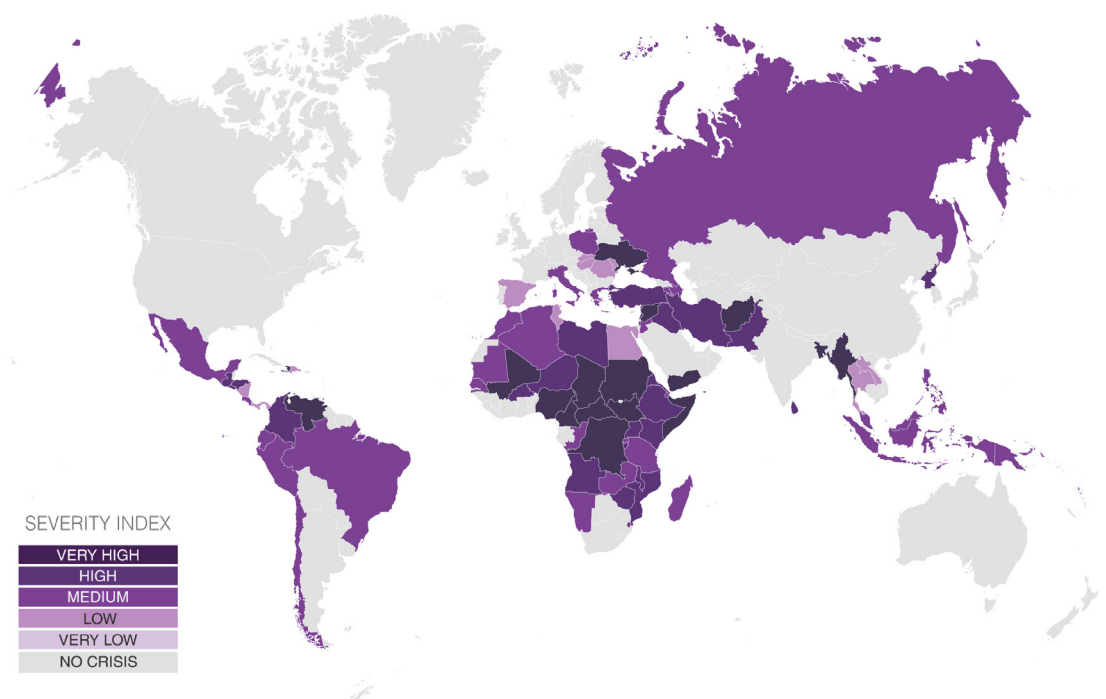 SEVERITY INDEX
VERY HIGH
HIGH
MEDIUM
LOW
VERY LOW
NO CRISIS